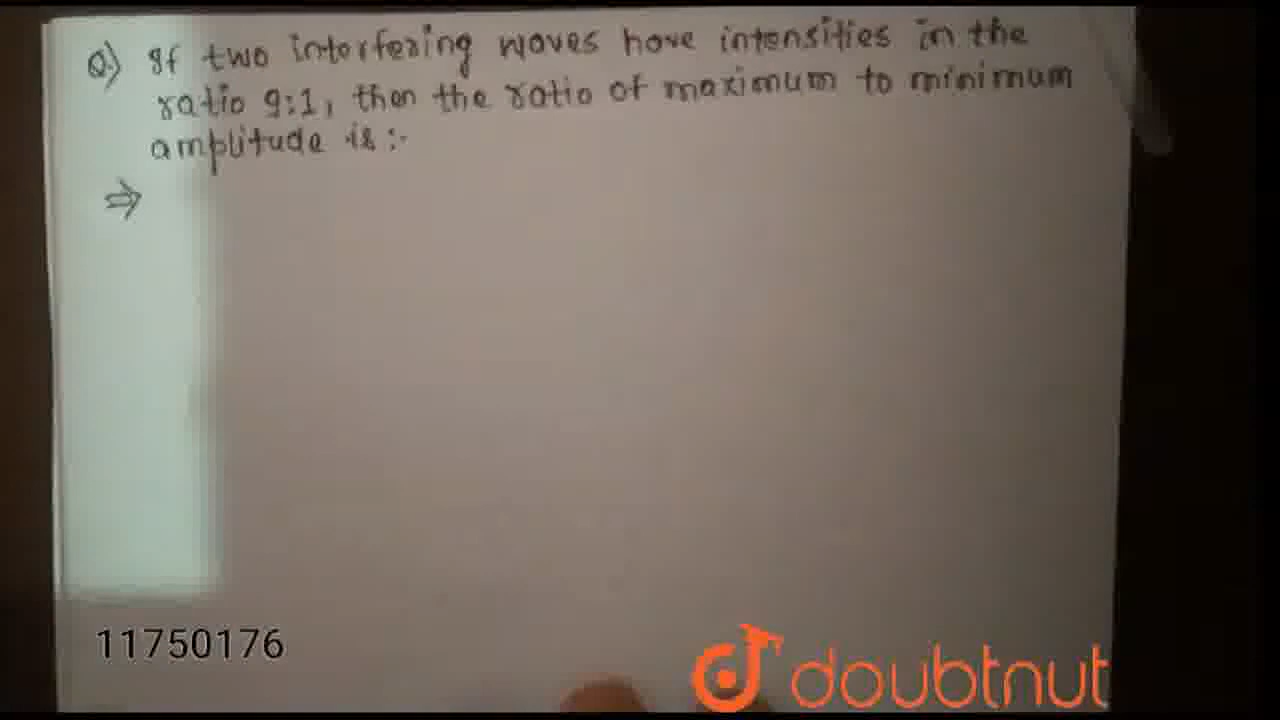 Q) If two interfering waves have intensities in the
ratio 9:1, then the ratio of maximum to minimum
amplitude is :-
⇒
11750176
doubtnut